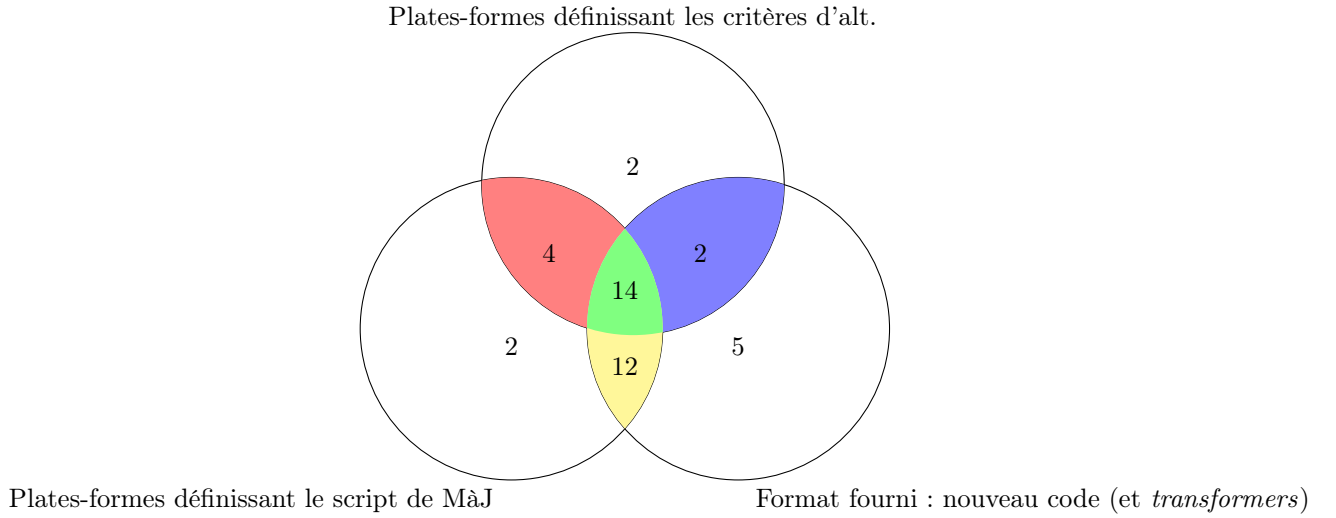 Plates-formes définissant les critères d'alt.
2
4
2
14
2
5
12
Plates-formes définissant le script de MàJ
Format fourni : nouveau code (et transformers)